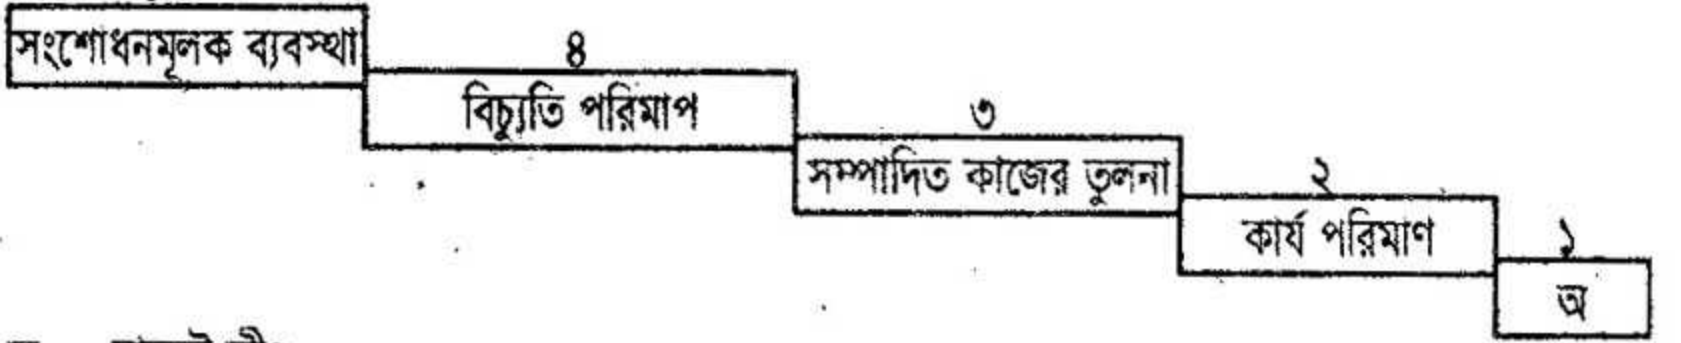 সংশোধনমূলক ব্যবস্থা
৪
বিচ্যুতি পরিমাপ
৩
সম্পাদিত কাজের তুলনা
২
কার্য পরিমাণ
১
অ